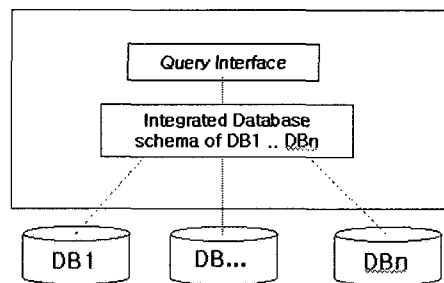 Query Interface
Integrated Database
schema of DB1 .. DBn
DB1
DB...
DBn